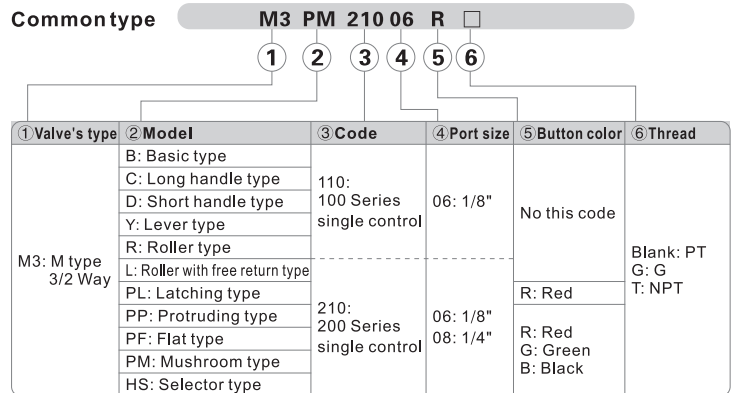 Common type M3 PM 210 06 R □
① ② ③ ④ ⑤ ⑥
①Valve's type ②Model ③Code ④Port size ⑤Button color ⑥Thread
M3: M type
3/2 Way
B: Basic type
C: Long handle type
D: Short handle type
Y: Lever type
R: Roller type
L: Roller with free return type
PL: Latching type
PP: Protruding type
PF: Flat type
PM: Mushroom type
HS: Selector type
110:
100 Series
single control
210:
200 Series
single control
06: 1/8"
06: 1/8"
08: 1/4"
No this code
R: Red
R: Red
G: Green
B: Black
Blank: PT
G: G
T: NPT